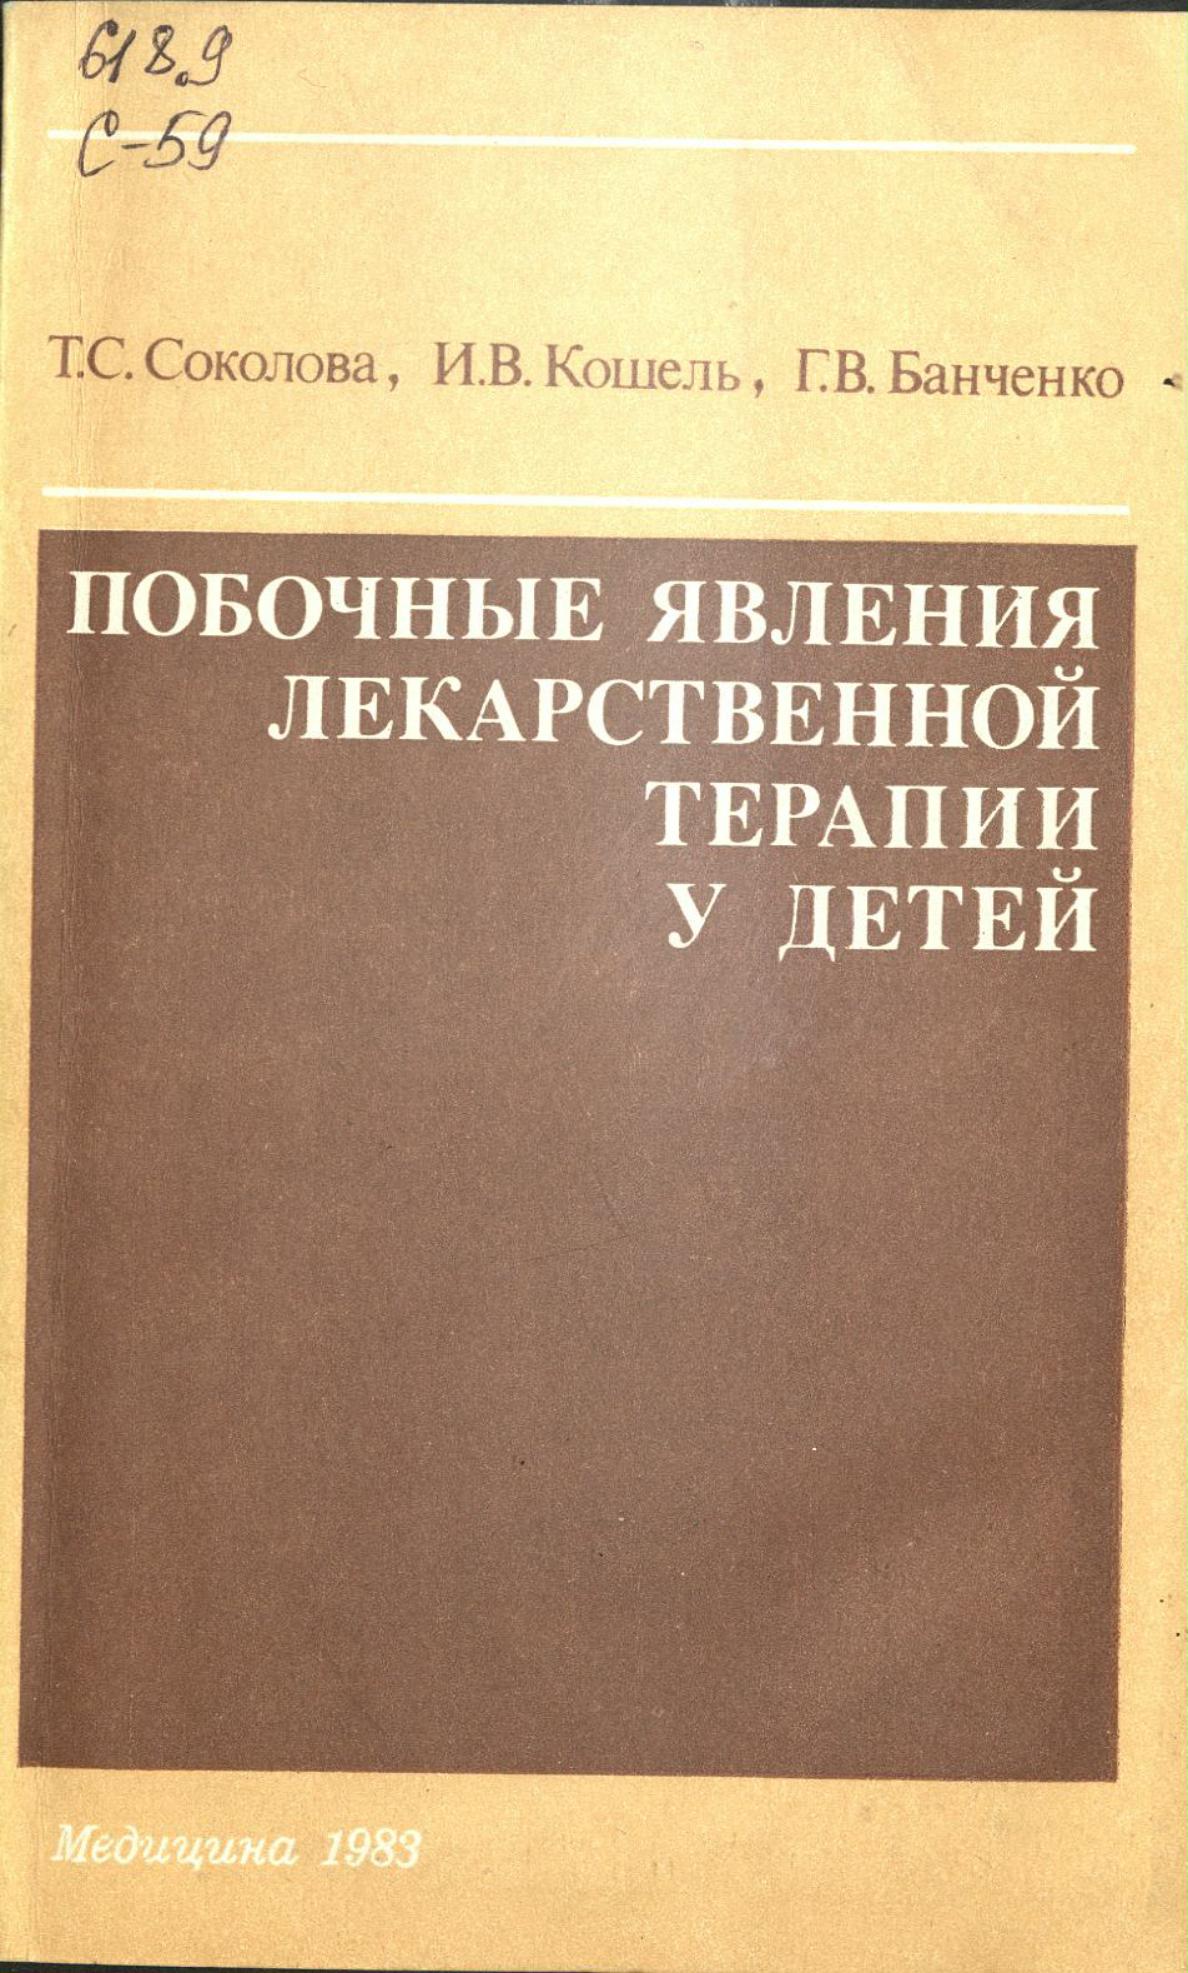 618.9
С-59
Т.С. Соколова, И.В. Кошель, Г.В. Банченко
ПОБОЧНЫЕ ЯВЛЕНИЯ
ЛЕКАРСТВЕННОЙ
ТЕРАПИИ
У ДЕТЕЙ
Медицина 1983